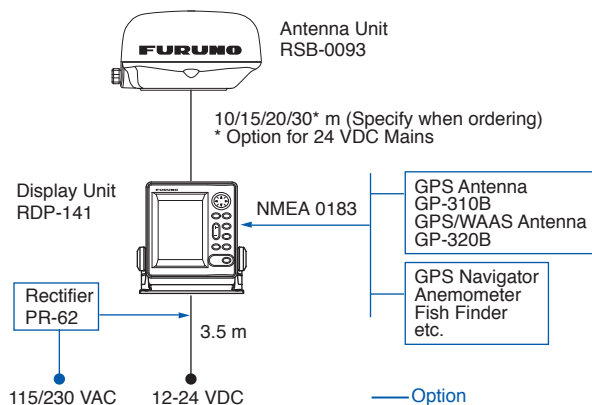 Antenna Unit
RSB-0093
FURUNO
10/15/20/30* m (Specify when ordering)
* Option for 24 VDC Mains
Display Unit
RDP-141
FURUNO
NMEA 0183
GPS Antenna
GP-310B
GPS/WAAS Antenna
GP-320B
GPS Navigator
Anemometer
Fish Finder
etc.
Rectifier
PR-62
3.5 m
115/230 VAC
12-24 VDC
Option